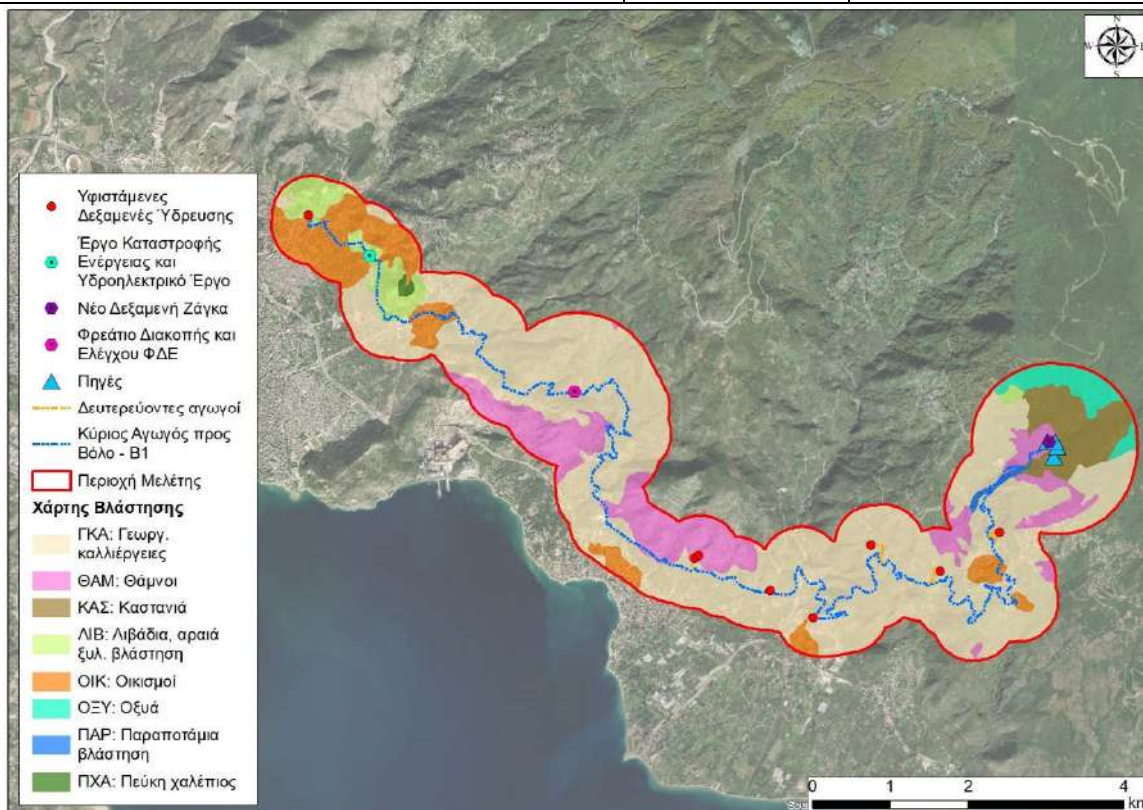 N
W E
S
Υφιστάμενες
Δεξαμενές Ύδρευσης
Έργο Καταστροφής
Ενέργειας και
Υδροηλεκτρικό Έργο
Νέο Δεξαμενή Ζάγκα
Φρεάτιο Διακοπής και
Ελέγχου ΦΔΕ
Πηγές
Δευτερεύοντες αγωγοί
Κύριος Αγωγός προς
Βόλο - Β1
Περιοχή Μελέτης
Χάρτης Βλάστησης
ΓΚΑ: Γεωργ.
καλλιέργειες
ΘΑΜ: Θάμνοι
ΚΑΣ: Καστανιά
ΛΙΒ: Λιβάδια, αραιά
ξυλ. βλάστηση
ΟΙΚ: Οικισμοί
ΟΞΥ: Οξυά
ΠΑΡ: Παραποτάμια
βλάστηση
ΠΧΑ: Πεύκη χαλέπιος
0 1 2 4